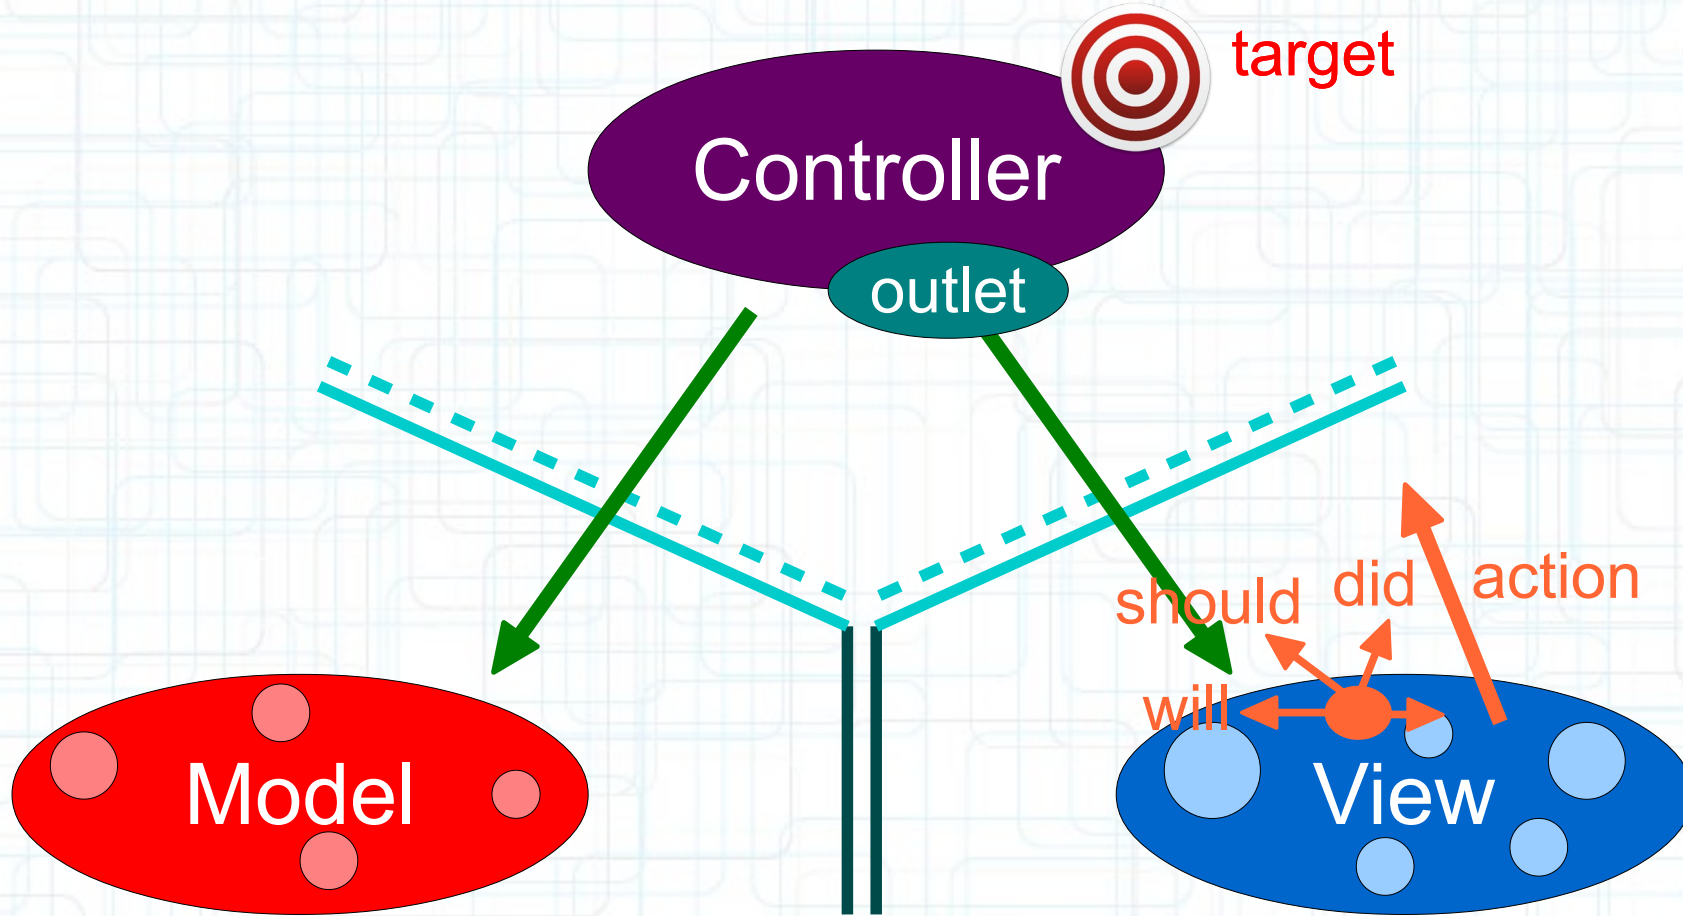 target
Controller
outlet
should
did
action
will
Model
View